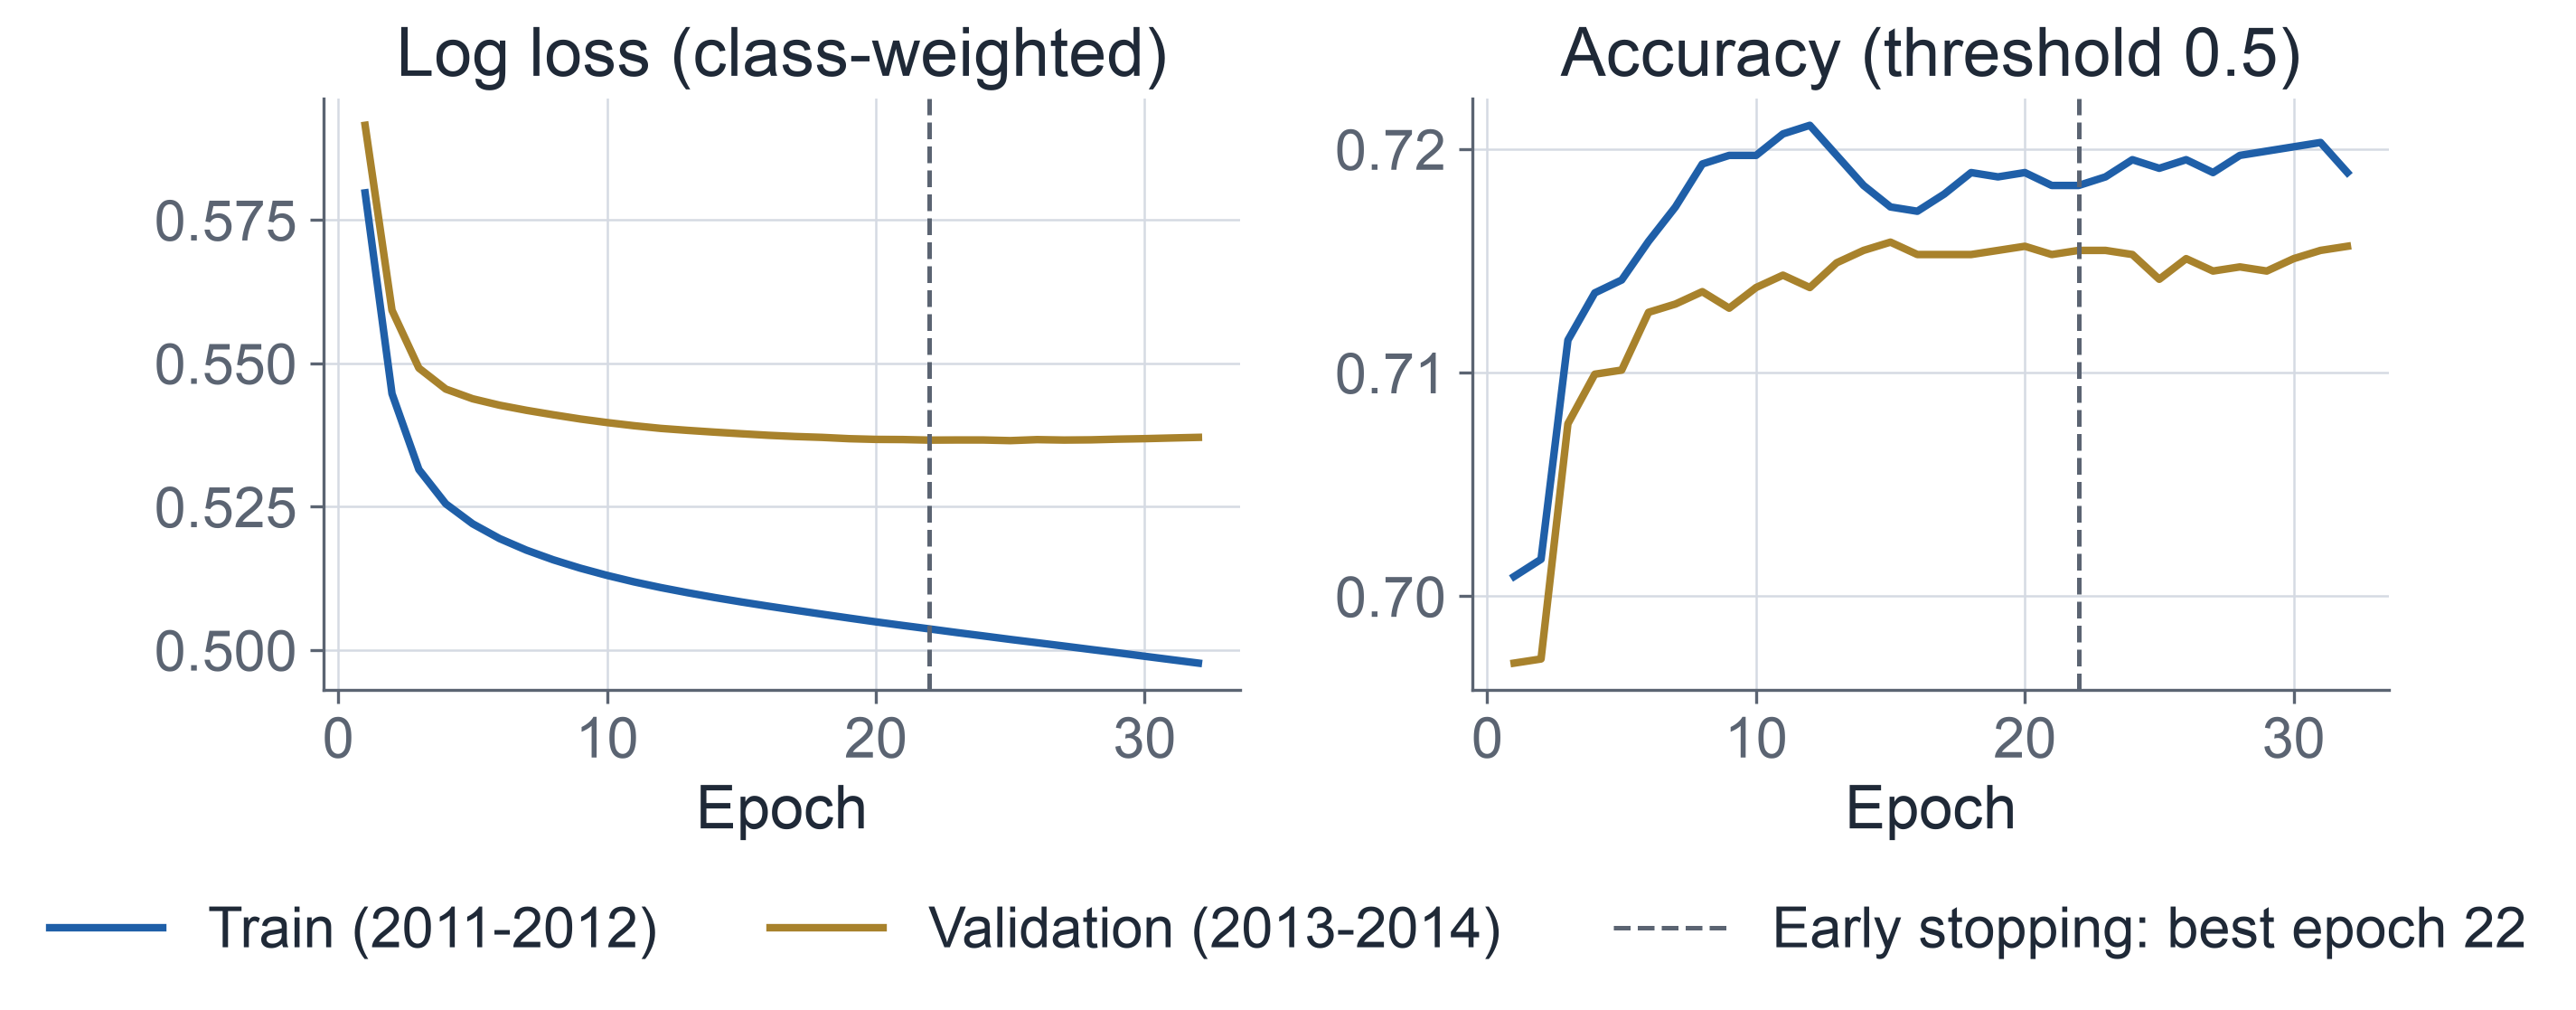 Log loss (class-weighted)
0.575
0.550
0.525
0.500
0 10 20 30
Epoch
Accuracy (threshold 0.5)
0.72
0.71
0.70
0 10 20 30
Epoch
Train (2011-2012) Validation (2013-2014) Early stopping: best epoch 22